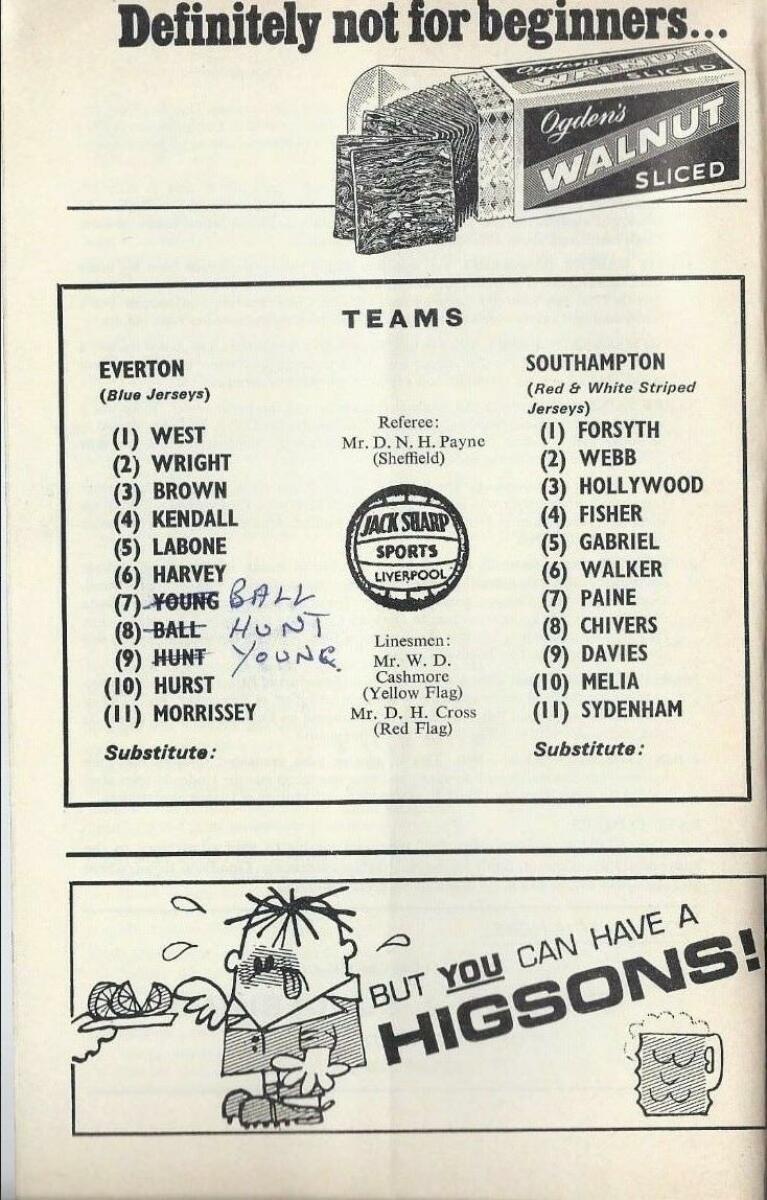 Definitely not for beginners...
Ogden's
WALNUT
SLICED
Ogden's
WALNUT
SLICED
TEAMS
EVERTON
(Blue Jerseys)
(1) WEST
(2) WRIGHT
(3) BROWN
(4) KENDALL
(5) LABONE
(6) HARVEY
(7) YOUNG BALL
(8) BALL HUNT
(9) HUNT YOUNG.
(10) HURST
(11) MORRISSEY
Substitute:
Referee:
Mr. D. N. H. Payne
(Sheffield)
JACK SHARP
SPORTS
LIVERPOOL
Linesmen:
Mr. W. D.
Cashmore
(Yellow Flag)
Mr. D. H. Cross
(Red Flag)
SOUTHAMPTON
(Red & White Striped
Jerseys)
(1) FORSYTH
(2) WEBB
(3) HOLLYWOOD
(4) FISHER
(5) GABRIEL
(6) WALKER
(7) PAINE
(8) CHIVERS
(9) DAVIES
(10) MELIA
(11) SYDENHAM
Substitute:
BUT YOU CAN HAVE A
HIGSONS!